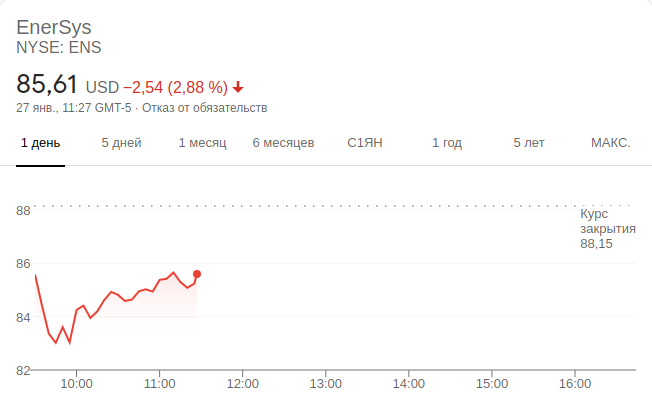 EnerSys
NYSE: ENS
85,61 USD −2,54 (2,88 %)
27 янв., 11:27 GMT-5 · Отказ от обязательств
1 день 5 дней 1 месяц 6 месяцев С1ЯН 1 год 5 лет МАКС.
88
Курс
закрытия
88,15
86
84
82
10:00 11:00 12:00 13:00 14:00 15:00 16:00